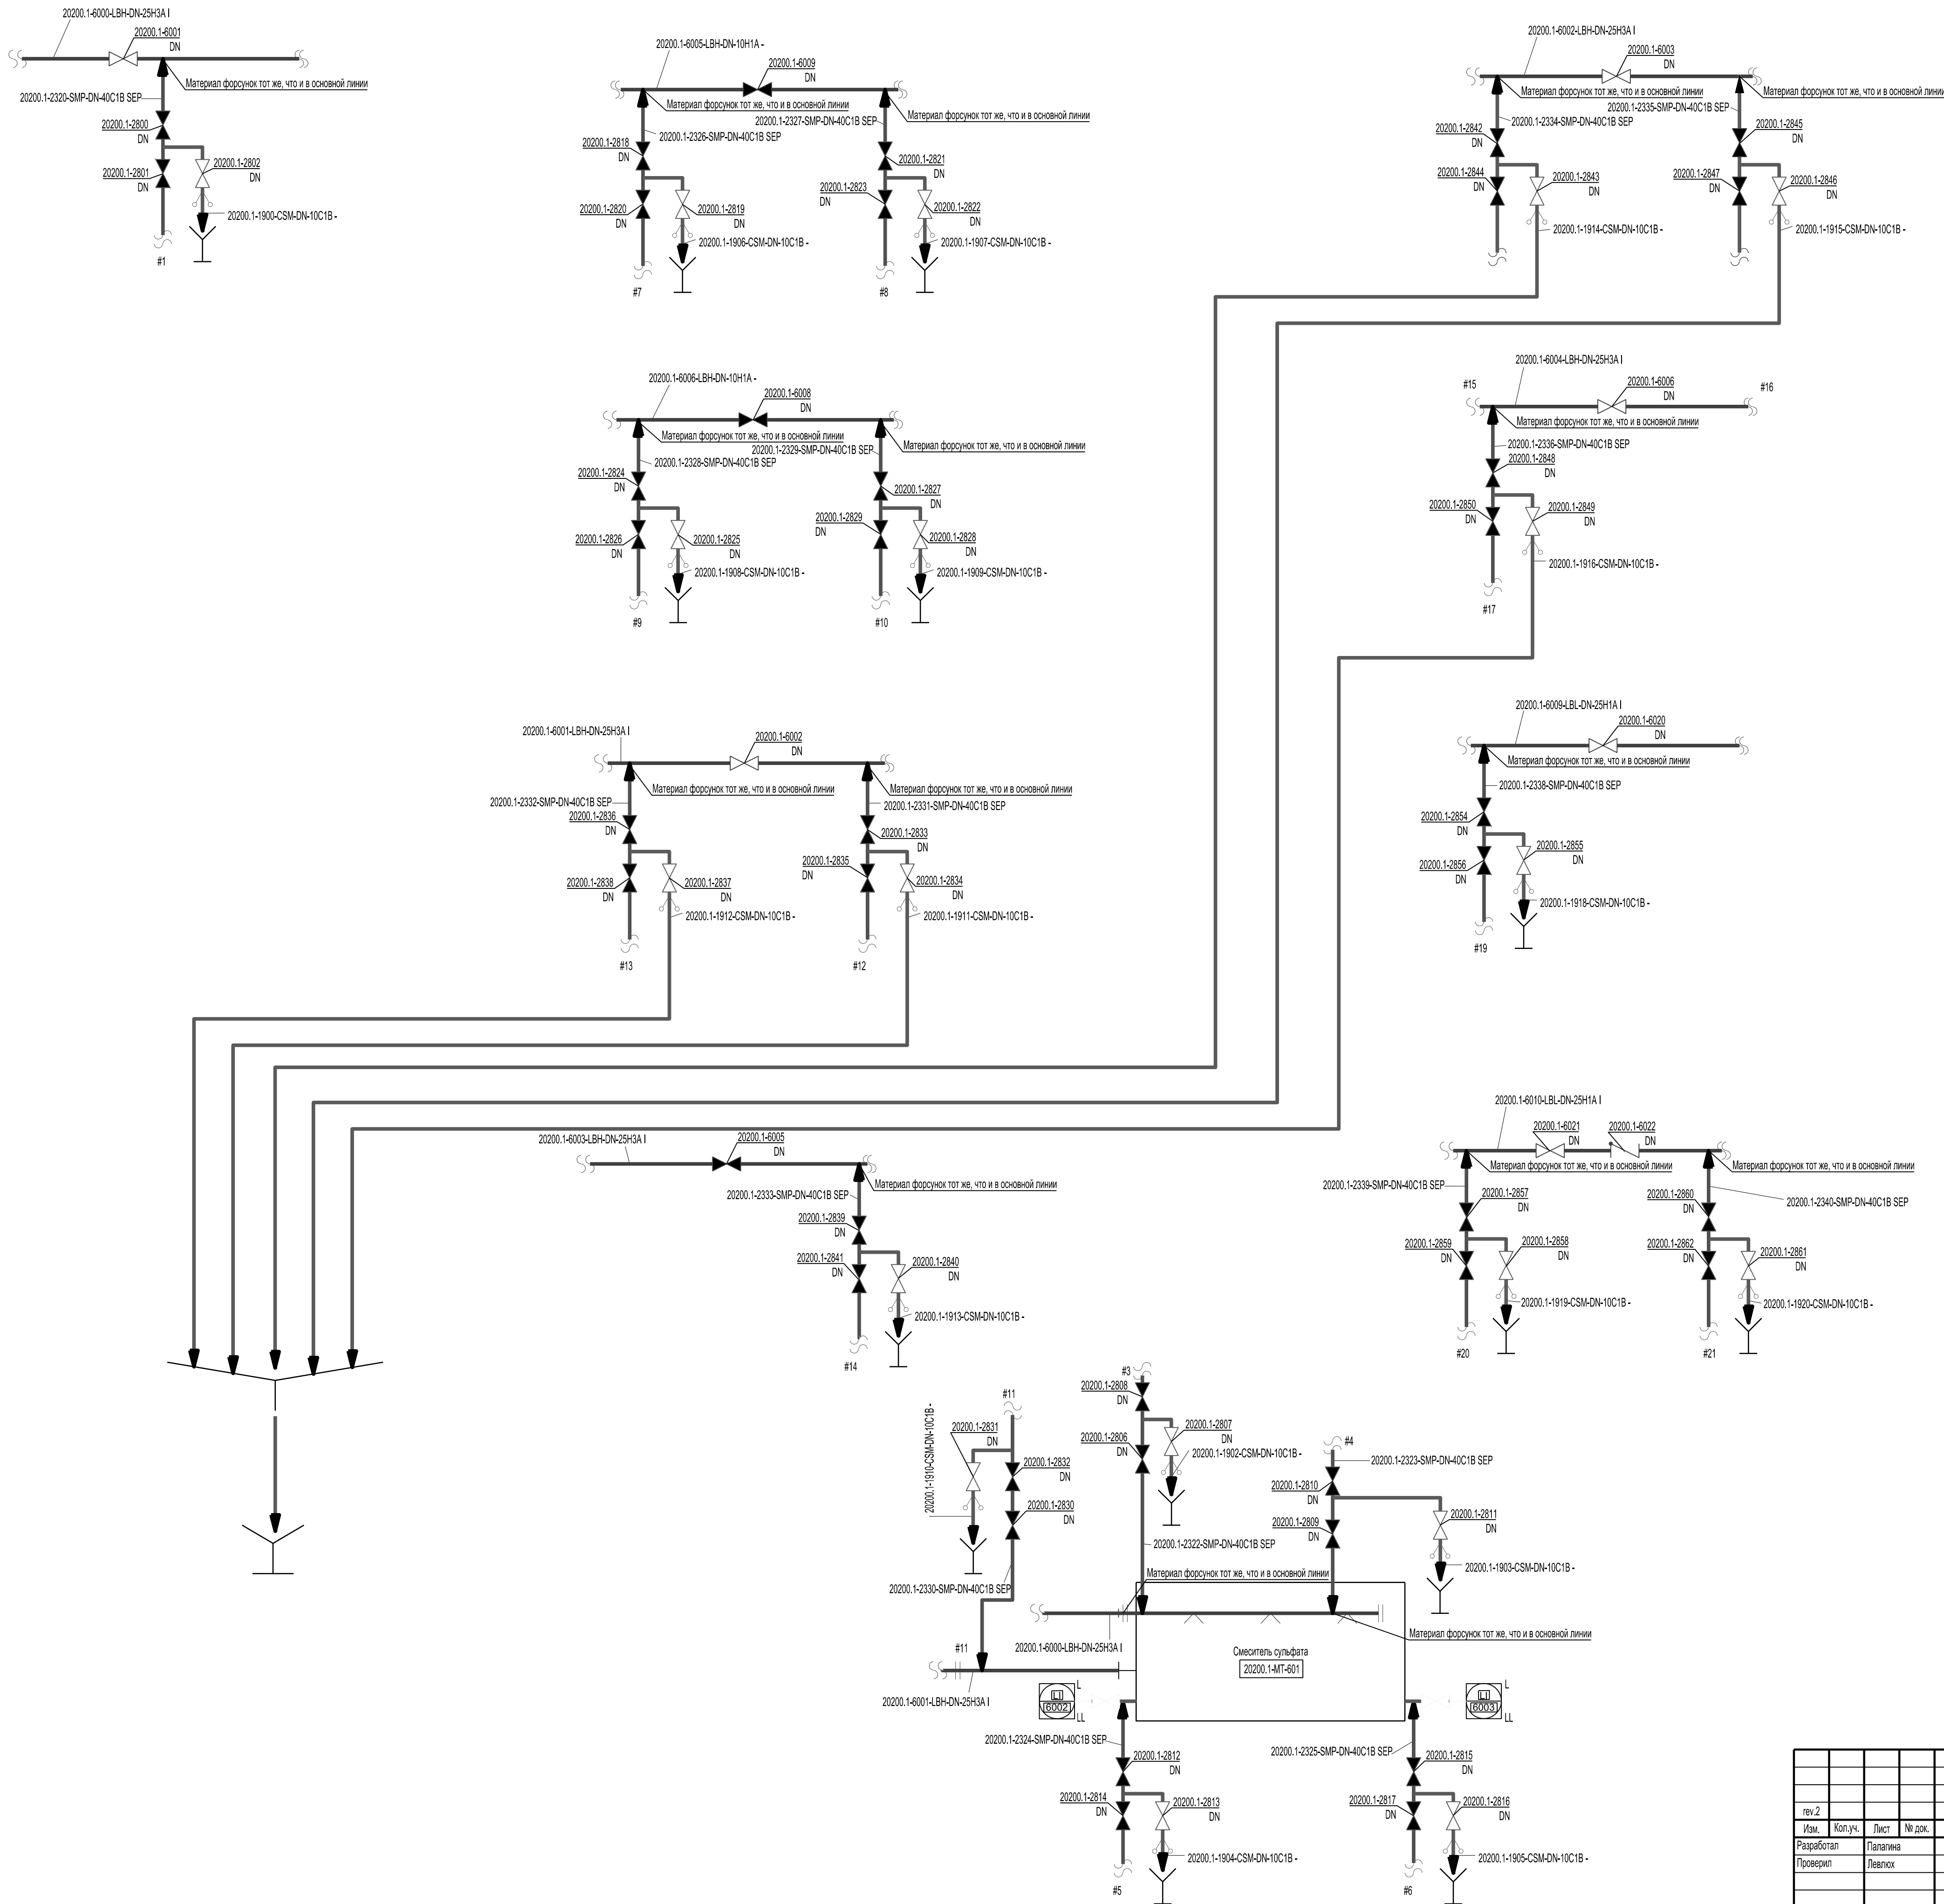 20200.1-6000-LBH-DN-25H3A I
20200.1-6001
DN
Материал форсунок тот же, что и в основной линии
20200.1-2320-SMP-DN-40C1B SEP
20200.1-2800
DN
20200.1-2801
DN
20200.1-2802
DN
20200.1-1900-CSM-DN-10C1B -
#1
20200.1-6005-LBH-DN-10H1A -
20200.1-6009
DN
Материал форсунок тот же, что и в основной линии
Материал форсунок тот же, что и в основной линии
20200.1-2327-SMP-DN-40C1B SEP
20200.1-2326-SMP-DN-40C1B SEP
20200.1-2818
DN
20200.1-2821
DN
20200.1-2823
DN
20200.1-2820
DN
20200.1-2819
DN
20200.1-2822
DN
20200.1-1906-CSM-DN-10C1B -
20200.1-1907-CSM-DN-10C1B -
#7
#8
20200.1-6002-LBH-DN-25H3A I
20200.1-6003
DN
Материал форсунок тот же, что и в основной линии
Материал форсунок тот же, что и в основной линии
20200.1-2335-SMP-DN-40C1B SEP
20200.1-2334-SMP-DN-40C1B SEP
20200.1-2842
DN
20200.1-2845
DN
20200.1-2844
DN
20200.1-2843
DN
20200.1-2847
DN
20200.1-2846
DN
20200.1-1914-CSM-DN-10C1B -
20200.1-1915-CSM-DN-10C1B -
20200.1-6006-LBH-DN-10H1A -
20200.1-6008
DN
Материал форсунок тот же, что и в основной линии
Материал форсунок тот же, что и в основной линии
20200.1-2329-SMP-DN-40C1B SEP
20200.1-2328-SMP-DN-40C1B SEP
20200.1-2824
DN
20200.1-2827
DN
20200.1-2829
DN
20200.1-2826
DN
20200.1-2825
DN
20200.1-2828
DN
20200.1-1908-CSM-DN-10C1B -
20200.1-1909-CSM-DN-10C1B -
#9
#10
20200.1-6004-LBH-DN-25H3A I
#15
20200.1-6006
DN
#16
Материал форсунок тот же, что и в основной линии
20200.1-2336-SMP-DN-40C1B SEP
20200.1-2848
DN
20200.1-2850
DN
20200.1-2849
DN
20200.1-1916-CSM-DN-10C1B -
#17
20200.1-6001-LBH-DN-25H3A I
20200.1-6002
DN
Материал форсунок тот же, что и в основной линии
Материал форсунок тот же, что и в основной линии
20200.1-2332-SMP-DN-40C1B SEP
20200.1-2331-SMP-DN-40C1B SEP
20200.1-2836
DN
20200.1-2833
DN
20200.1-2835
DN
20200.1-2838
DN
20200.1-2837
DN
20200.1-2834
DN
20200.1-1912-CSM-DN-10C1B -
20200.1-1911-CSM-DN-10C1B -
#13
#12
20200.1-6009-LBL-DN-25H1A I
20200.1-6020
DN
Материал форсунок тот же, что и в основной линии
20200.1-2338-SMP-DN-40C1B SEP
20200.1-2854
DN
20200.1-2856
DN
20200.1-2855
DN
20200.1-1918-CSM-DN-10C1B -
#19
20200.1-6003-LBH-DN-25H3A I
20200.1-6005
DN
Материал форсунок тот же, что и в основной линии
20200.1-2333-SMP-DN-40C1B SEP
20200.1-2839
DN
20200.1-2841
DN
20200.1-2840
DN
20200.1-1913-CSM-DN-10C1B -
#14
20200.1-6010-LBL-DN-25H1A I
20200.1-6021
DN
20200.1-6022
DN
Материал форсунок тот же, что и в основной линии
Материал форсунок тот же, что и в основной линии
20200.1-2339-SMP-DN-40C1B SEP
20200.1-2340-SMP-DN-40C1B SEP
20200.1-2857
DN
20200.1-2860
DN
20200.1-2859
DN
20200.1-2858
DN
20200.1-2862
DN
20200.1-2861
DN
20200.1-1919-CSM-DN-10C1B -
20200.1-1920-CSM-DN-10C1B -
#20
#21
#11
20200.1-1910-CSM-DN-10C1B -
20200.1-2831
DN
20200.1-2832
DN
20200.1-2830
DN
20200.1-2330-SMP-DN-40C1B SEP
#11
20200.1-6001-LBH-DN-25H3A I
#3
20200.1-2808
DN
20200.1-2806
DN
20200.1-2807
DN
20200.1-1902-CSM-DN-10C1B -
20200.1-2322-SMP-DN-40C1B SEP
Материал форсунок тот же, что и в основной линии
20200.1-6000-LBH-DN-25H3A I
#4
20200.1-2323-SMP-DN-40C1B SEP
20200.1-2810
DN
20200.1-2809
DN
20200.1-2811
DN
20200.1-1903-CSM-DN-10C1B -
Материал форсунок тот же, что и в основной линии
Смеситель сульфата
20200.1-МТ-601
L
LI
6002
LL
L
LI
6003
LL
20200.1-2324-SMP-DN-40C1B SEP
20200.1-2812
DN
20200.1-2814
DN
20200.1-2813
DN
20200.1-1904-CSM-DN-10C1B -
#5
20200.1-2325-SMP-DN-40C1B SEP
20200.1-2815
DN
20200.1-2817
DN
20200.1-2816
DN
20200.1-1905-CSM-DN-10C1B -
#6
rev.2
Изм. Кол.уч. Лист № док.
Разработал Палагина
Проверил Левлюх